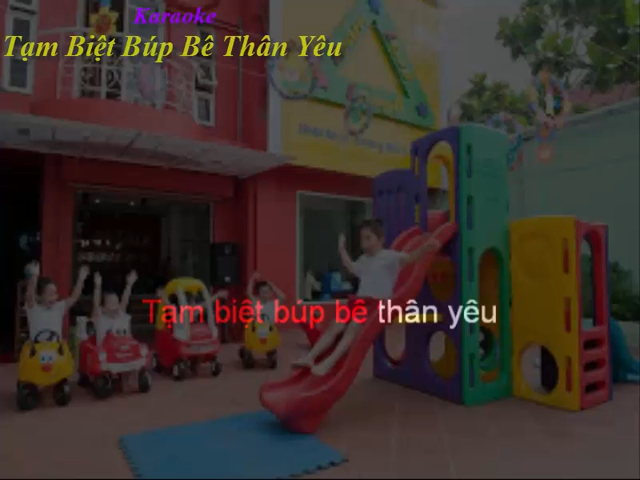 Karaoke
Tạm Biệt Búp Bê Thân Yêu
Tạm biệt búp bê thân yêu